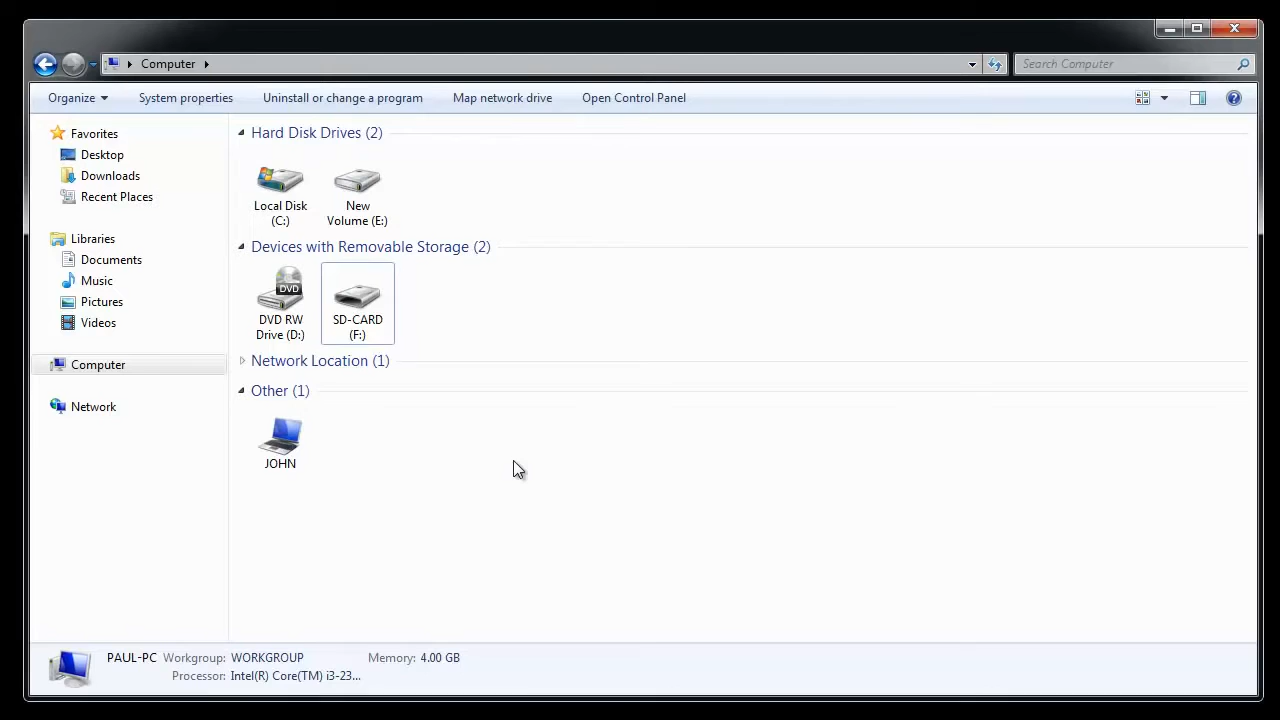 Computer
Search Computer
Organize
System properties
Uninstall or change a program
Map network drive
Open Control Panel
Favorites
Desktop
Downloads
Recent Places
Libraries
Documents
Music
Pictures
Videos
Computer
Network
Hard Disk Drives (2)
Local Disk
(C:)
New
Volume (E:)
Devices with Removable Storage (2)
DVD
DVD RW
Drive (D:)
SD-CARD
(F:)
Network Location (1)
Other (1)
JOHN
PAUL-PC
Workgroup: WORKGROUP
Memory: 4.00 GB
Processor: Intel(R) Core(TM) i3-23...